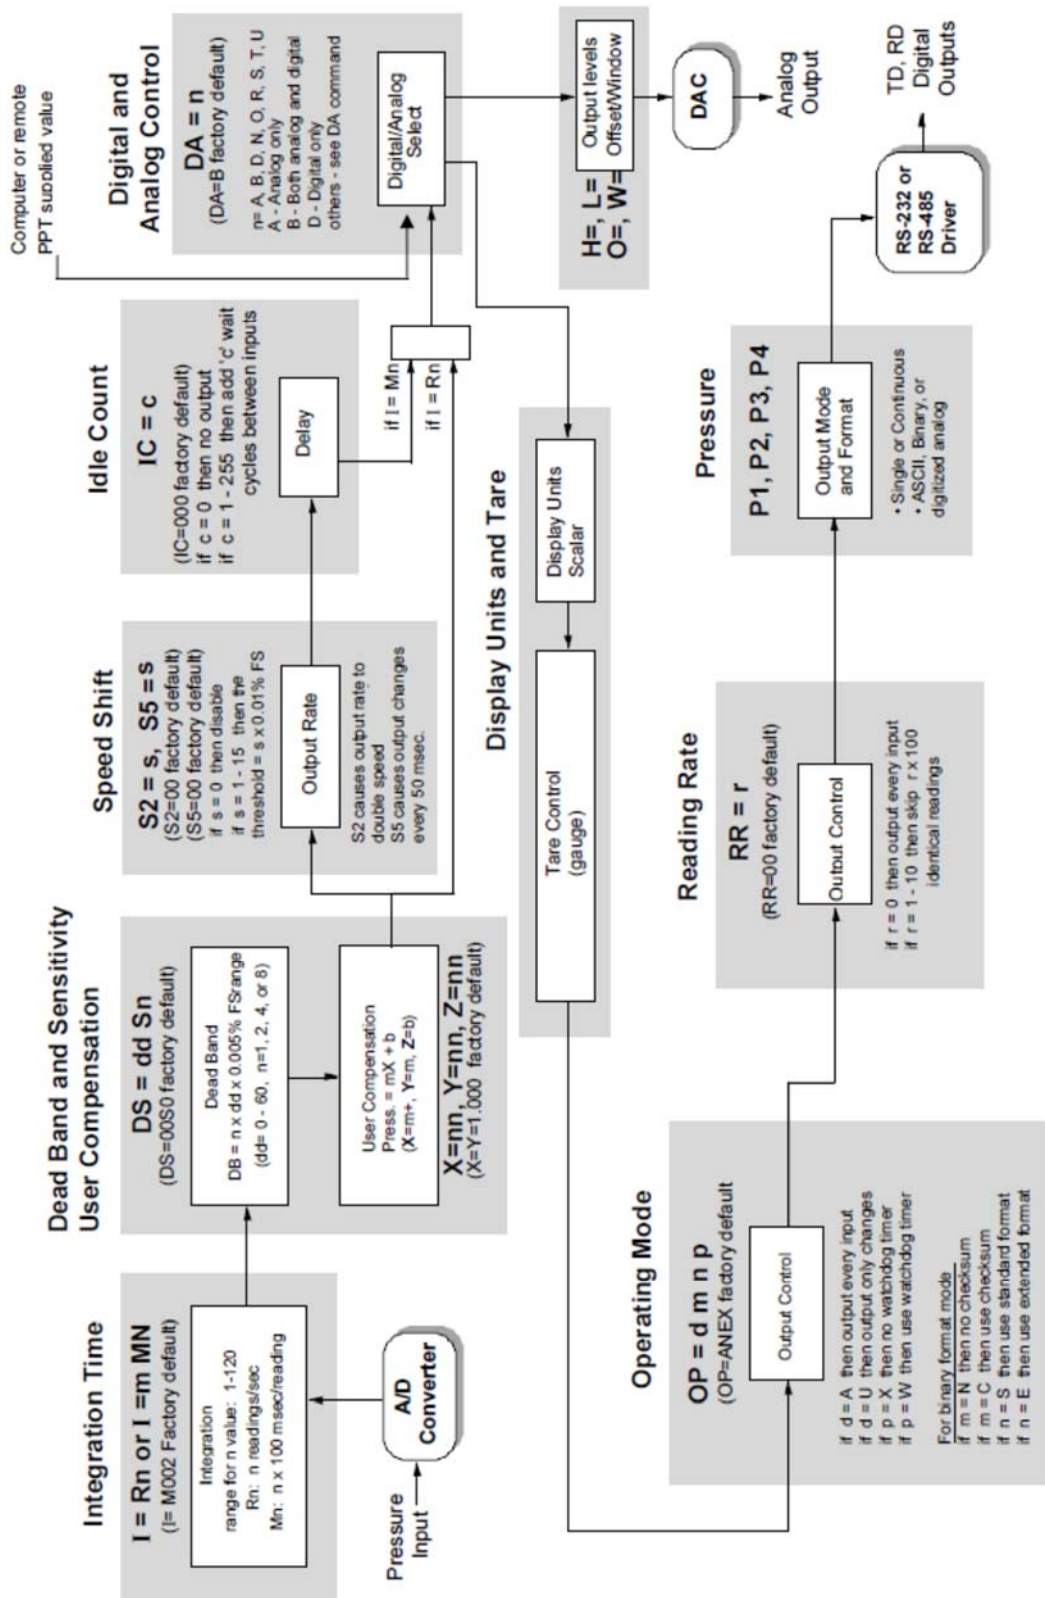 Integration Time
I = Rn or I =m MN
(I= M002 Factory default)
Integration
range for n value: 1-120
Rn: n readings/sec
Mn: n x 100 msec/reading
A/D
Converter
Pressure
Input
Dead Band and Sensitivity
User Compensation
DS = dd Sn
(DS=00S0 factory default)
Dead Band
DB = n x dd x 0.005% FSrange
(dd= 0 - 60, n=1, 2, 4, or 8)
User Compensation
Press. = mX + b
(X=m+, Y=m, Z=b)
X=nn, Y=nn, Z=nn
(X=Y=1.000 factory default)
Speed Shift
S2 = s, S5 = s
(S2=00 factory default)
(S5=00 factory default)
if s = 0 then disable
if s = 1 - 15 then the
threshold = s x 0.01% FS
Output Rate
S2 causes output rate to
double speed
S5 causes output changes
every 50 msec.
Idle Count
IC = c
(IC=000 factory default)
if c = 0 then no output
if c = 1 - 255 then add 'c' wait
cycles between inputs
Delay
if I = Mn
if I = Rn
Computer or remote
PPT supplied value
Digital and
Analog Control
DA = n
(DA=B factory default)
n= A, B, D, N, O, R, S, T, U
A - Analog only
B - Both analog and digital
D - Digital only
others - see DA command
Digital/Analog
Select
H=, L=
O=, W=
Output levels
Offset/Window
DAC
Analog
Output
Display Units and Tare
Tare Control
(gauge)
Display Units
Scalar
Operating Mode
OP = d m n p
(OP=ANEX factory default
Output Control
if d = A then output every input
if d = U then output only changes
if p = X then no watchdog timer
if p = W then use watchdog timer
For binary format mode
if m = N then no checksum
if m = C then use checksum
if n = S then use standard format
if n = E then use extended format
Reading Rate
RR = r
(RR=00 factory default)
Output Control
if r = 0 then output every input
if r = 1 - 10 then skip r x 100
identical readings
Pressure
P1, P2, P3, P4
Output Mode
and Format
• Single or Continuous
• ASCII, Binary, or
digitized analog
RS-232 or
RS-485
Driver
TD, RD
Digital
Outputs